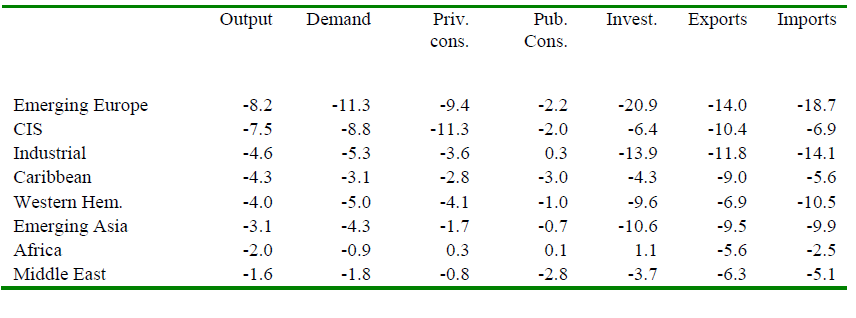 Output Demand Priv. Pub. Invest. Exports Imports
cons. Cons.
Emerging Europe -8.2 -11.3 -9.4 -2.2 -20.9 -14.0 -18.7
CIS -7.5 -8.8 -11.3 -2.0 -6.4 -10.4 -6.9
Industrial -4.6 -5.3 -3.6 0.3 -13.9 -11.8 -14.1
Caribbean -4.3 -3.1 -2.8 -3.0 -4.3 -9.0 -5.6
Western Hem. -4.0 -5.0 -4.1 -1.0 -9.6 -6.9 -10.5
Emerging Asia -3.1 -4.3 -1.7 -0.7 -10.6 -9.5 -9.9
Africa -2.0 -0.9 0.3 0.1 1.1 -5.6 -2.5
Middle East -1.6 -1.8 -0.8 -2.8 -3.7 -6.3 -5.1